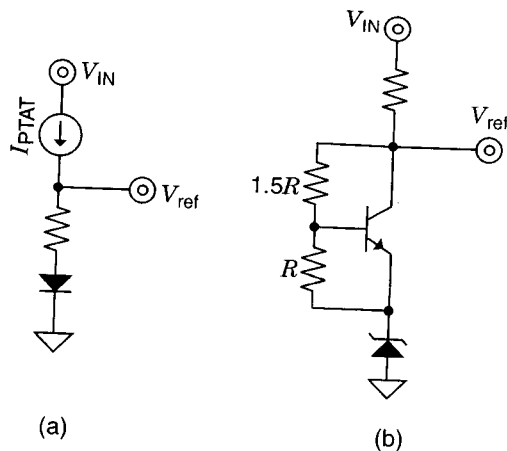 V_IN
I_PTAT
V_ref
(a)
V_IN
V_ref
1.5R
R
(b)